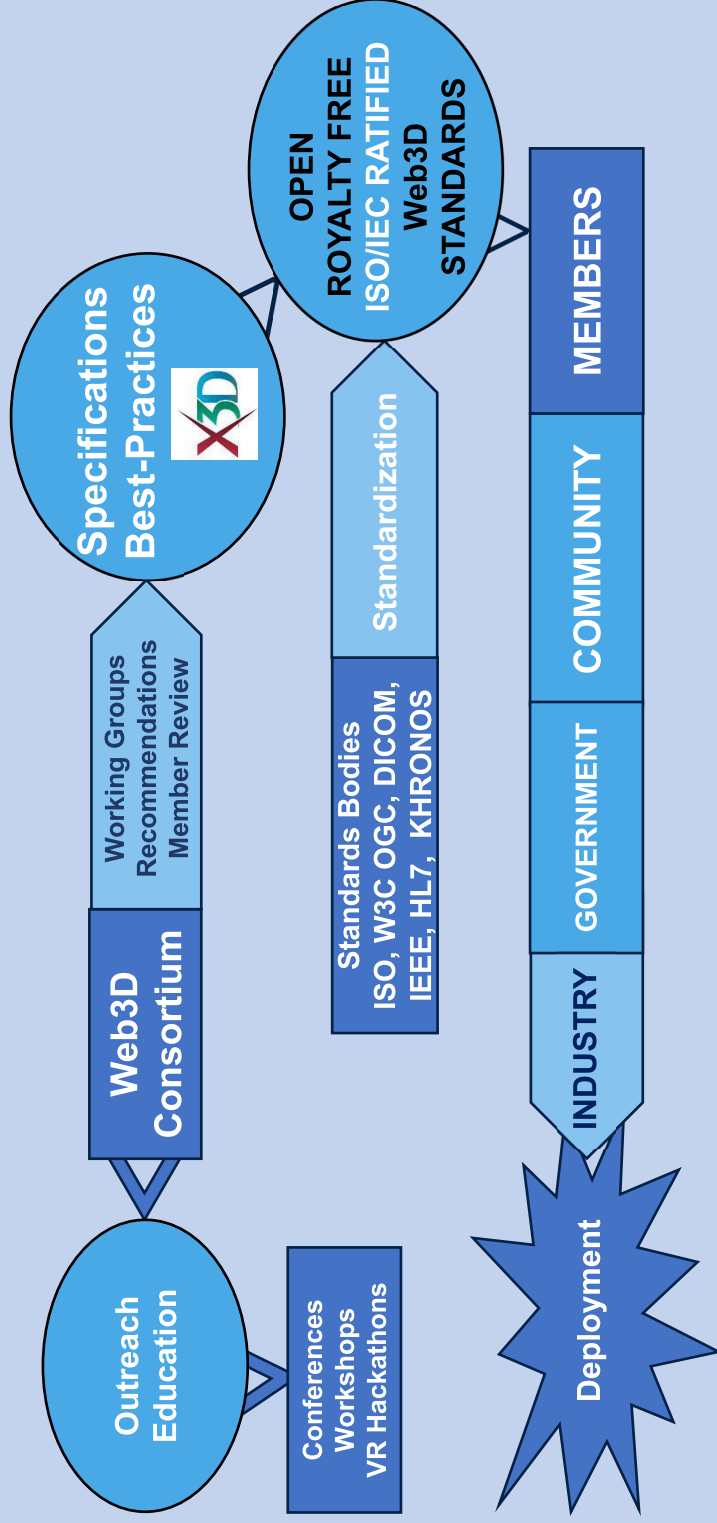 Outreach
Education
Conferences
Workshops
VR Hackathons
Web3D
Consortium
Working Groups
Recommendations
Member Review
Specifications
Best-Practices
X3D
Standards Bodies
ISO, W3C OGC, DICOM,
IEEE, HL7, KHRONOS
Standardization
OPEN
ROYALTY FREE
ISO/IEC RATIFIED
Web3D
STANDARDS
Deployment
INDUSTRY
GOVERNMENT
COMMUNITY
MEMBERS